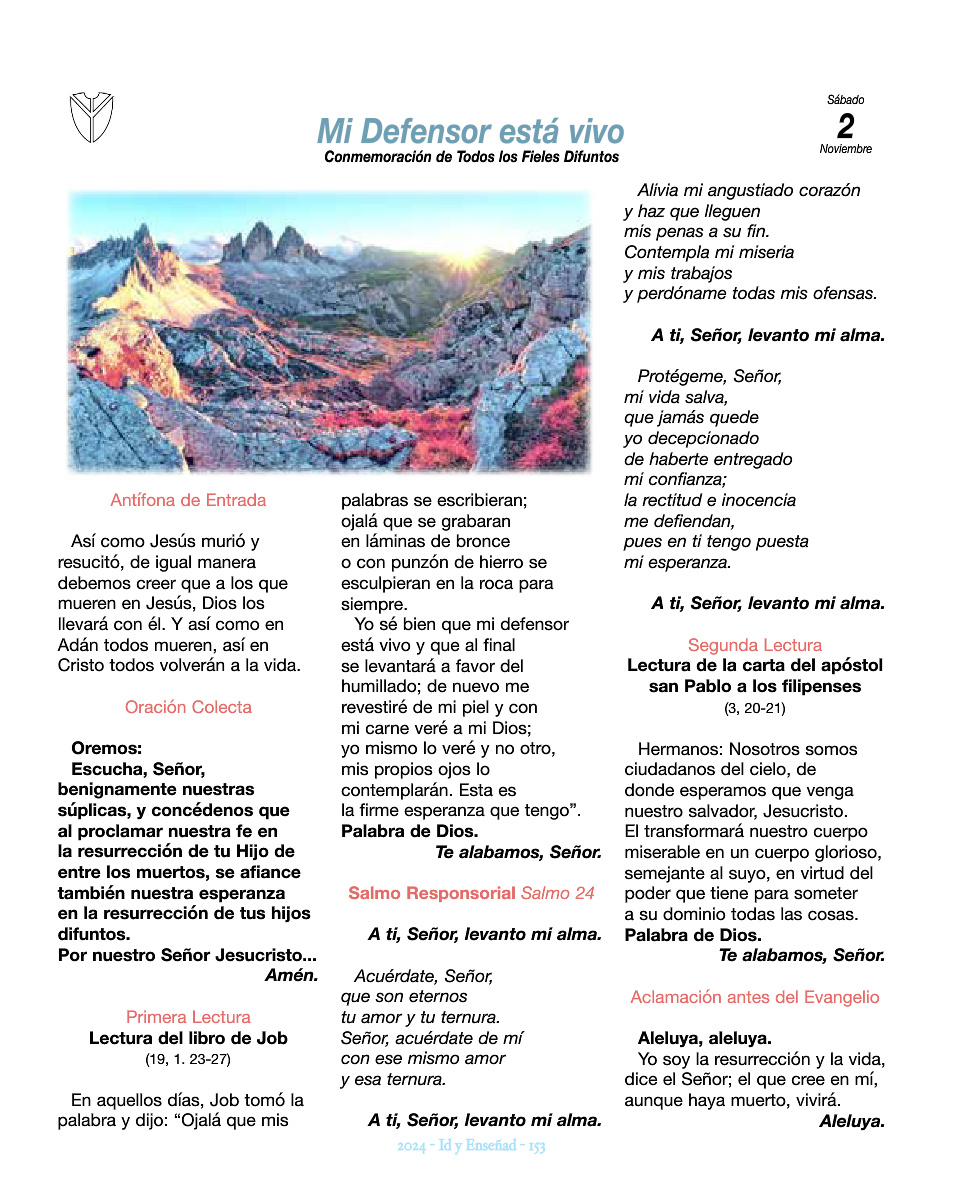 Mi Defensor está vivo
Conmemoración de Todos los Fieles Difuntos
Sábado
2
Noviembre
Antífona de Entrada
Así como Jesús murió y
resucitó, de igual manera
debemos creer que a los que
mueren en Jesús, Dios los
llevará con él. Y así como en
Adán todos mueren, así en
Cristo todos volverán a la vida.
Oración Colecta
Oremos:
Escucha, Señor,
benignamente nuestras
súplicas, y concédenos que
al proclamar nuestra fe en
la resurrección de tu Hijo de
entre los muertos, se afiance
también nuestra esperanza
en la resurrección de tus hijos
difuntos.
Por nuestro Señor Jesucristo...
Amén.
Primera Lectura
Lectura del libro de Job
(19, 1. 23-27)
En aquellos días, Job tomó la
palabra y dijo: “Ojalá que mis
palabras se escribieran;
ojalá que se grabaran
en láminas de bronce
o con punzón de hierro se
esculpieran en la roca para
siempre.
Yo sé bien que mi defensor
está vivo y que al final
se levantará a favor del
humillado; de nuevo me
revestiré de mi piel y con
mi carne veré a mi Dios;
yo mismo lo veré y no otro,
mis propios ojos lo
contemplarán. Esta es
la firme esperanza que tengo”.
Palabra de Dios.
Te alabamos, Señor.
Salmo Responsorial Salmo 24
A ti, Señor, levanto mi alma.
Acuérdate, Señor,
que son eternos
tu amor y tu ternura.
Señor, acuérdate de mí
con ese mismo amor
y esa ternura.
A ti, Señor, levanto mi alma.
Alivia mi angustiado corazón
y haz que lleguen
mis penas a su fin.
Contempla mi miseria
y mis trabajos
y perdóname todas mis ofensas.
A ti, Señor, levanto mi alma.
Protégeme, Señor,
mi vida salva,
que jamás quede
yo decepcionado
de haberte entregado
mi confianza;
la rectitud e inocencia
me defiendan,
pues en ti tengo puesta
mi esperanza.
A ti, Señor, levanto mi alma.
Segunda Lectura
Lectura de la carta del apóstol
san Pablo a los filipenses
(3, 20-21)
Hermanos: Nosotros somos
ciudadanos del cielo, de
donde esperamos que venga
nuestro salvador, Jesucristo.
El transformará nuestro cuerpo
miserable en un cuerpo glorioso,
semejante al suyo, en virtud del
poder que tiene para someter
a su dominio todas las cosas.
Palabra de Dios.
Te alabamos, Señor.
Aclamación antes del Evangelio
Aleluya, aleluya.
Yo soy la resurrección y la vida,
dice el Señor; el que cree en mí,
aunque haya muerto, vivirá.
Aleluya.
2024 - Id y Enseñad - 153